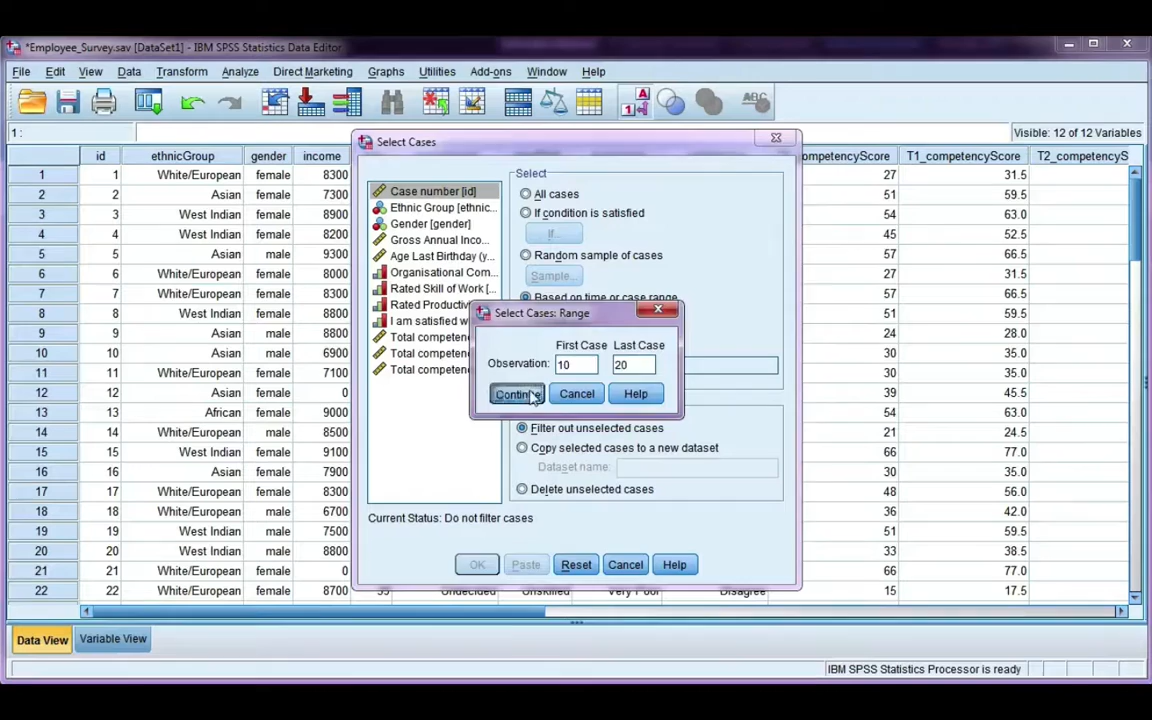 *Employee_Survey.sav [DataSet1] - IBM SPSS Statistics Data Editor
File Edit View Data Transform Analyze Direct Marketing Graphs Utilities Add-ons Window Help
1 : Visible: 12 of 12 Variables
id ethnicGroup gender income ompetencyScore T1_competencyScore T2_competencyS
1 1 White/European female 8300 27 31.5
2 2 Asian female 7300 51 59.5
3 3 West Indian female 8900 54 63.0
4 4 White/European female 8200 45 52.5
5 5 Asian male 9300 57 66.5
6 6 White/European female 8000 27 31.5
7 7 White/European female 7700 57 66.5
8 8 White/European female 8800 51 59.5
9 9 Asian male 8800 24 28.0
10 10 Asian male 6900 30 35.0
11 11 White/European female 7100 30 35.0
12 12 Asian female 0 39 45.5
13 13 African female 9000 54 63.0
14 14 Asian male 8500 21 24.5
15 15 White/European female 9100 66 77.0
16 16 Asian female 7900 30 35.0
17 17 White/European female 8300 48 56.0
18 18 White/European male 6700 36 42.0
19 19 West Indian male 7500 51 59.5
20 20 West Indian male 8800 33 38.5
21 21 White/European female 0 66 77.0
22 22 White/European female 8700 Undecided Unskilled Very Poor Disagree 15 17.5
Select Cases
Case number [id]
Ethnic Group [ethnic...
Gender [gender]
Gross Annual Inco...
Age Last Birthday (y...
Organisational Com...
Rated Skill of Work [...
Rated Productiv
I am satisfied w
Total competen
Total competen
Total competen
Select
All cases
If condition is satisfied
If...
Random sample of cases
Sample...
Based on time or case range
Select Cases: Range
First Case Last Case
Observation: 10 20
Continue Cancel Help
Filter out unselected cases
Copy selected cases to a new dataset
Dataset name:
Delete unselected cases
Current Status: Do not filter cases
OK Paste Reset Cancel Help
Data View Variable View
IBM SPSS Statistics Processor is ready